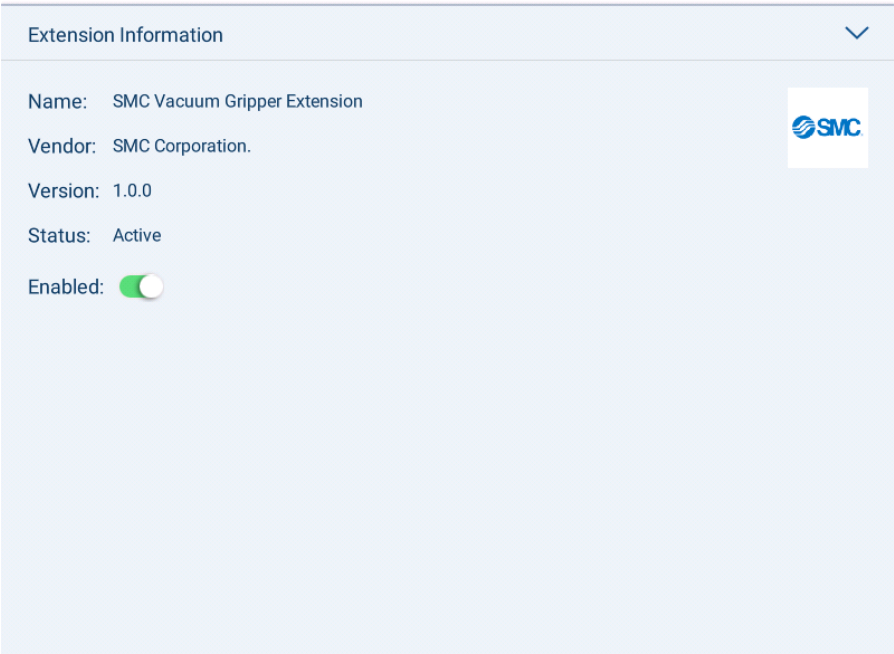 Extension Information
Name: SMC Vacuum Gripper Extension
SMC
Vendor: SMC Corporation.
Version: 1.0.0
Status: Active
Enabled: